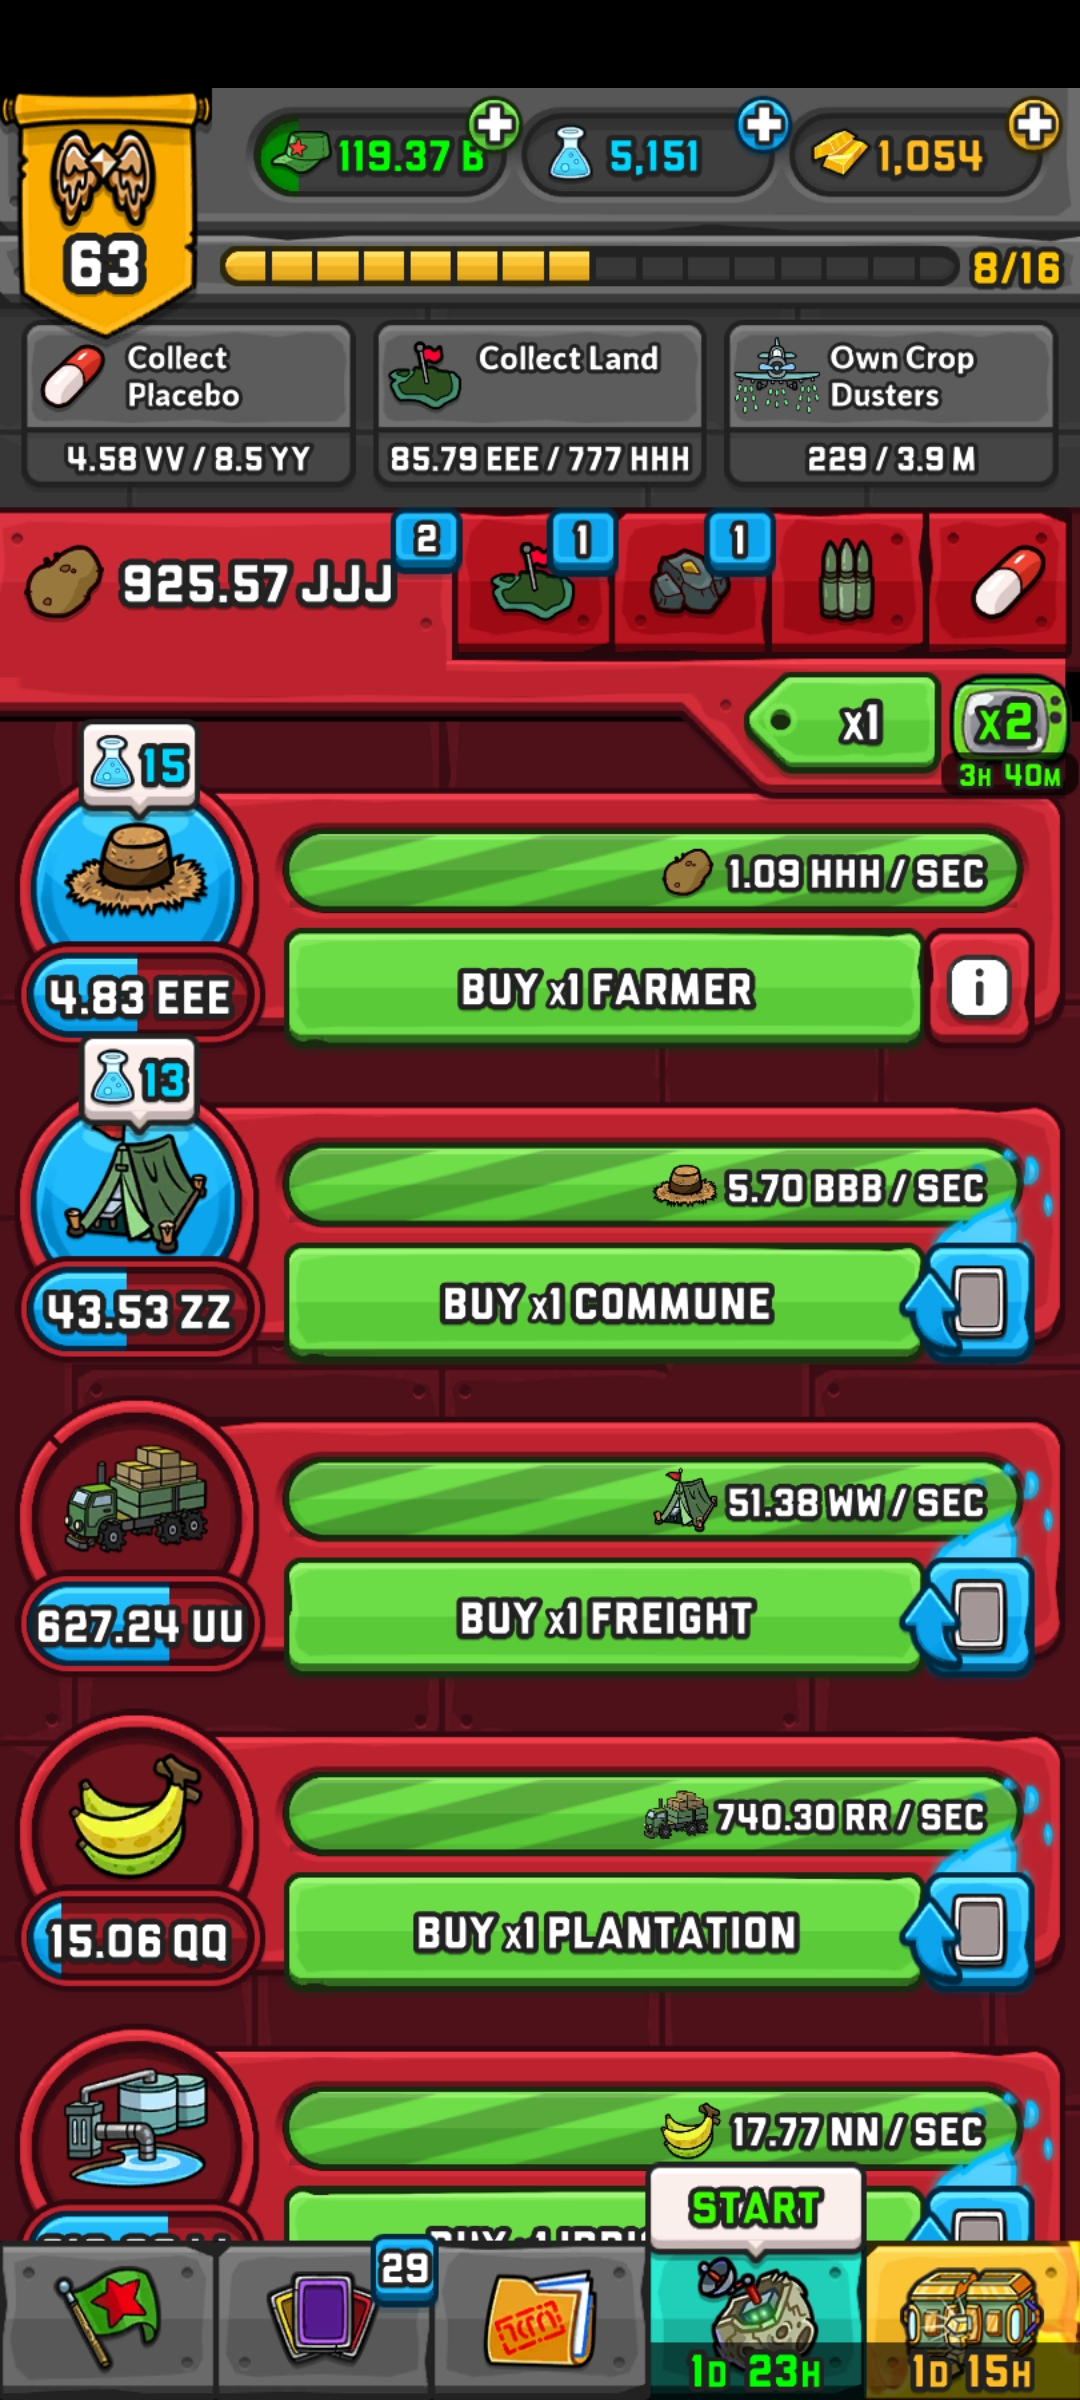 119.37 B
5,151
1,054
63
8/16
Collect
Placebo
4.58 VV / 8.5 YY
Collect Land
85.79 EEE / 777 HHH
Own Crop
Dusters
229 / 3.9 M
925.57 JJJ
2
1
1
x1
x2
3H 40M
15
1.09 HHH / SEC
4.83 EEE
BUY x1 FARMER
i
13
5.70 BBB / SEC
43.53 ZZ
BUY x1 COMMUNE
51.38 WW / SEC
627.24 UU
BUY x1 FREIGHT
740.30 RR / SEC
15.06 QQ
BUY x1 PLANTATION
17.77 NN / SEC
START
29
1D 23H
1D 15H